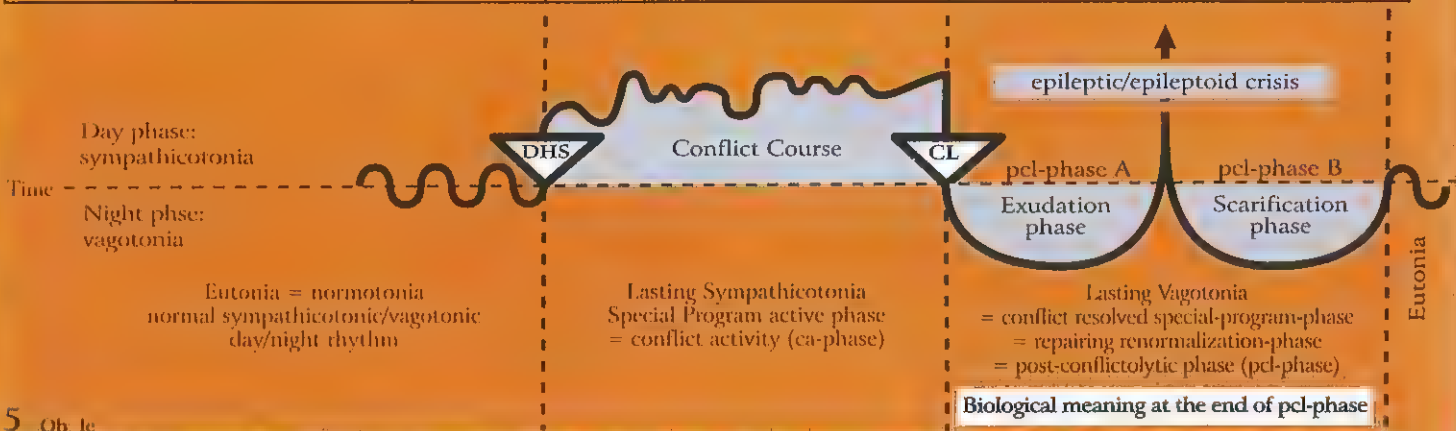 epileptic/epileptoid crisis
Day phase:
sympathicotonia
DHS
Conflict Course
CL
pcl-phase A
pcl-phase B
Time
Night phse:
vagotonia
Exudation
phase
Scarification
phase
Eutonia = normotonia
normal sympathicotonic/vagotonic
day/night rhythm
Lasting Sympathicotonia
Special Program active phase
= conflict activity (ca-phase)
Lasting Vagotonia
= conflict resolved special-program-phase
= repairing renormalization-phase
= post-conflictolytic phase (pcl-phase)
Eutonia
Biological meaning at the end of pcl-phase
5